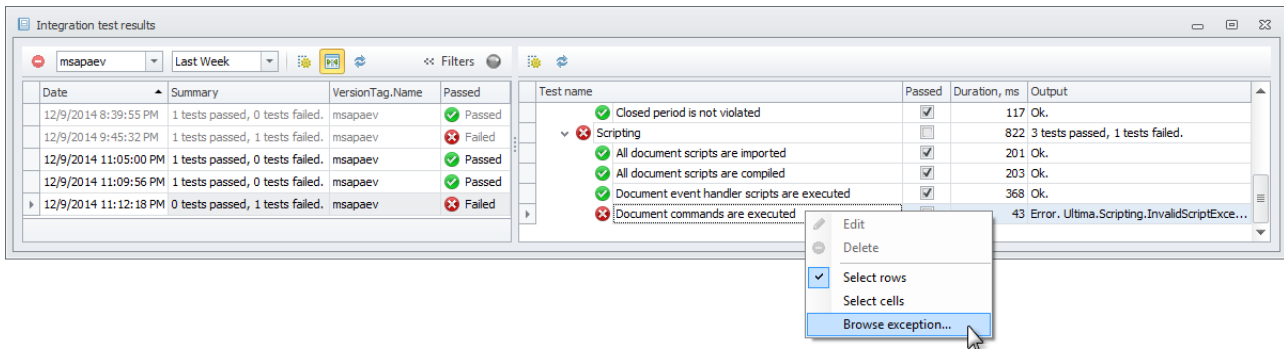 Integration test results
msapaev Last Week << Filters
Date Summary VersionTag.Name Passed
12/9/2014 8:39:55 PM 1 tests passed, 0 tests failed. msapaev Passed
12/9/2014 9:45:32 PM 1 tests passed, 0 tests failed. msapaev Failed
12/9/2014 11:05:00 PM 1 tests passed, 0 tests failed. msapaev Passed
12/9/2014 11:09:56 PM 1 tests passed, 0 tests failed. msapaev Passed
12/9/2014 11:12:18 PM 0 tests passed, 1 tests failed. msapaev Failed
Test name Passed Duration, ms Output
Closed period is not violated 117 Ok.
Scripting 822 3 tests passed, 1 tests failed.
All document scripts are imported 201 Ok.
All document scripts are compiled 203 Ok.
Document event handler scripts are executed 368 Ok.
Document commands are executed 43 Error. Ultima.Scripting.InvalidScriptExce...
Edit
Delete
Select rows
Select cells
Browse exception...